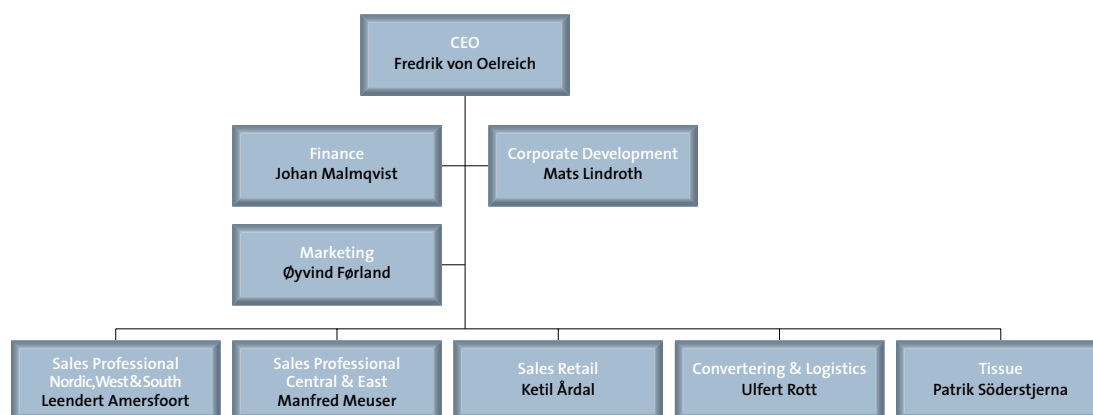 CEO
Fredrik von Oelreich
Finance
Johan Malmqvist
Corporate Development
Mats Lindroth
Marketing
Øyvind Førland
Sales Professional
Nordic,West & South
Leendert Amersfoort
Sales Professional
Central & East
Manfred Meuser
Sales Retail
Ketil Årdal
Convertering & Logistics
Ulfert Rott
Tissue
Patrik Söderstjerna